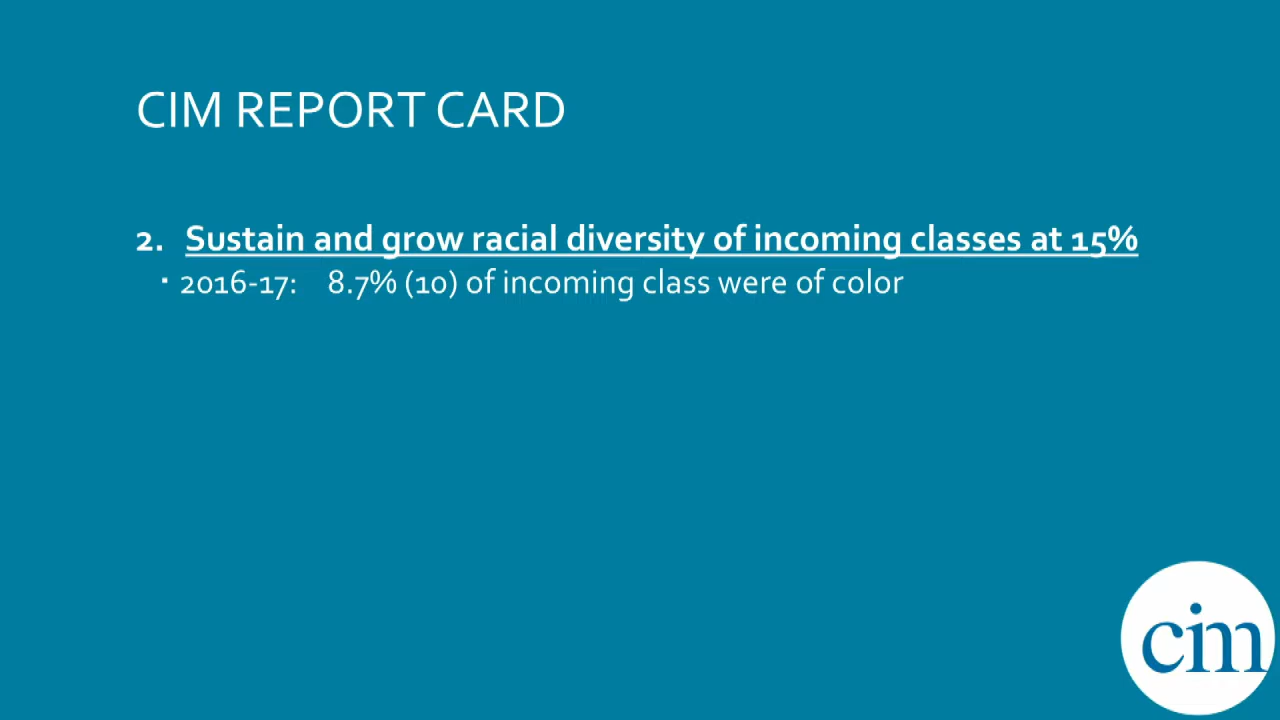 CIM REPORT CARD
2. Sustain and grow racial diversity of incoming classes at 15%
▪ 2016-17: 8.7% (10) of incoming class were of color
cim